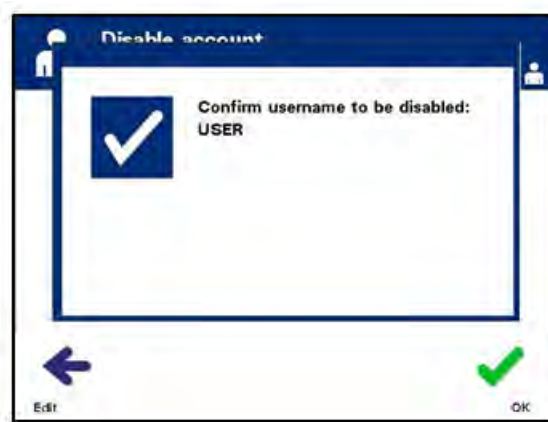 Disable account
Confirm username to be disabled:
USER
Edit
OK